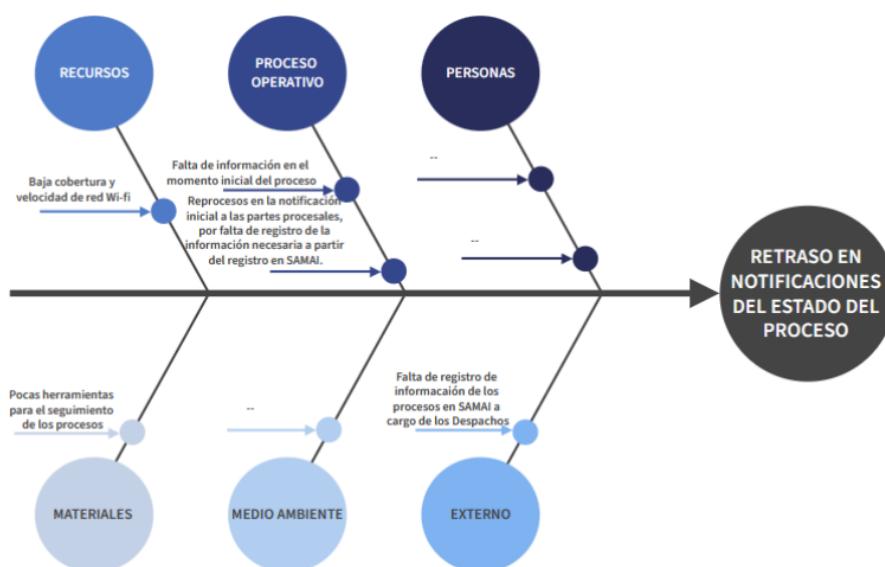 RECURSOS
PROCESO
OPERATIVO
PERSONAS
Baja cobertura y
velocidad de red Wi-fi
Falta de información en el
momento inicial del proceso
Reprocesos en la notificación
inicial a las partes procesales,
por falta de registro de la
información necesaria a partir
del registro en SAMAI.
--
--
RETRASO EN
NOTIFICACIONES
DEL ESTADO DEL
PROCESO
Pocas herramientas
para el seguimiento
de los procesos
--
Falta de registro de
informacaión de los
procesos en SAMAI a
cargo de los Despachos
MATERIALES
MEDIO AMBIENTE
EXTERNO